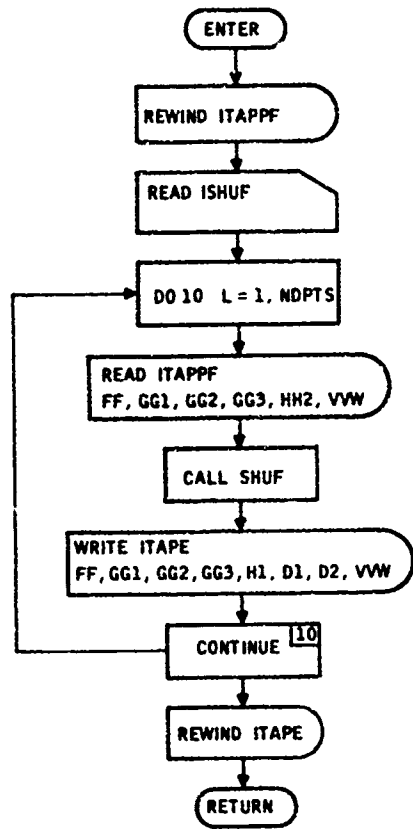 ENTER
REWIND ITAPPF
READ ISHUF
DO 10 L = 1, NDPTS
READ ITAPPF
FF, GG1, GG2, GG3, HH2, VVW
CALL SHUF
WRITE ITAPE
FF, GG1, GG2, GG3, H1, D1, D2, VVW
10
CONTINUE
REWIND ITAPE
RETURN